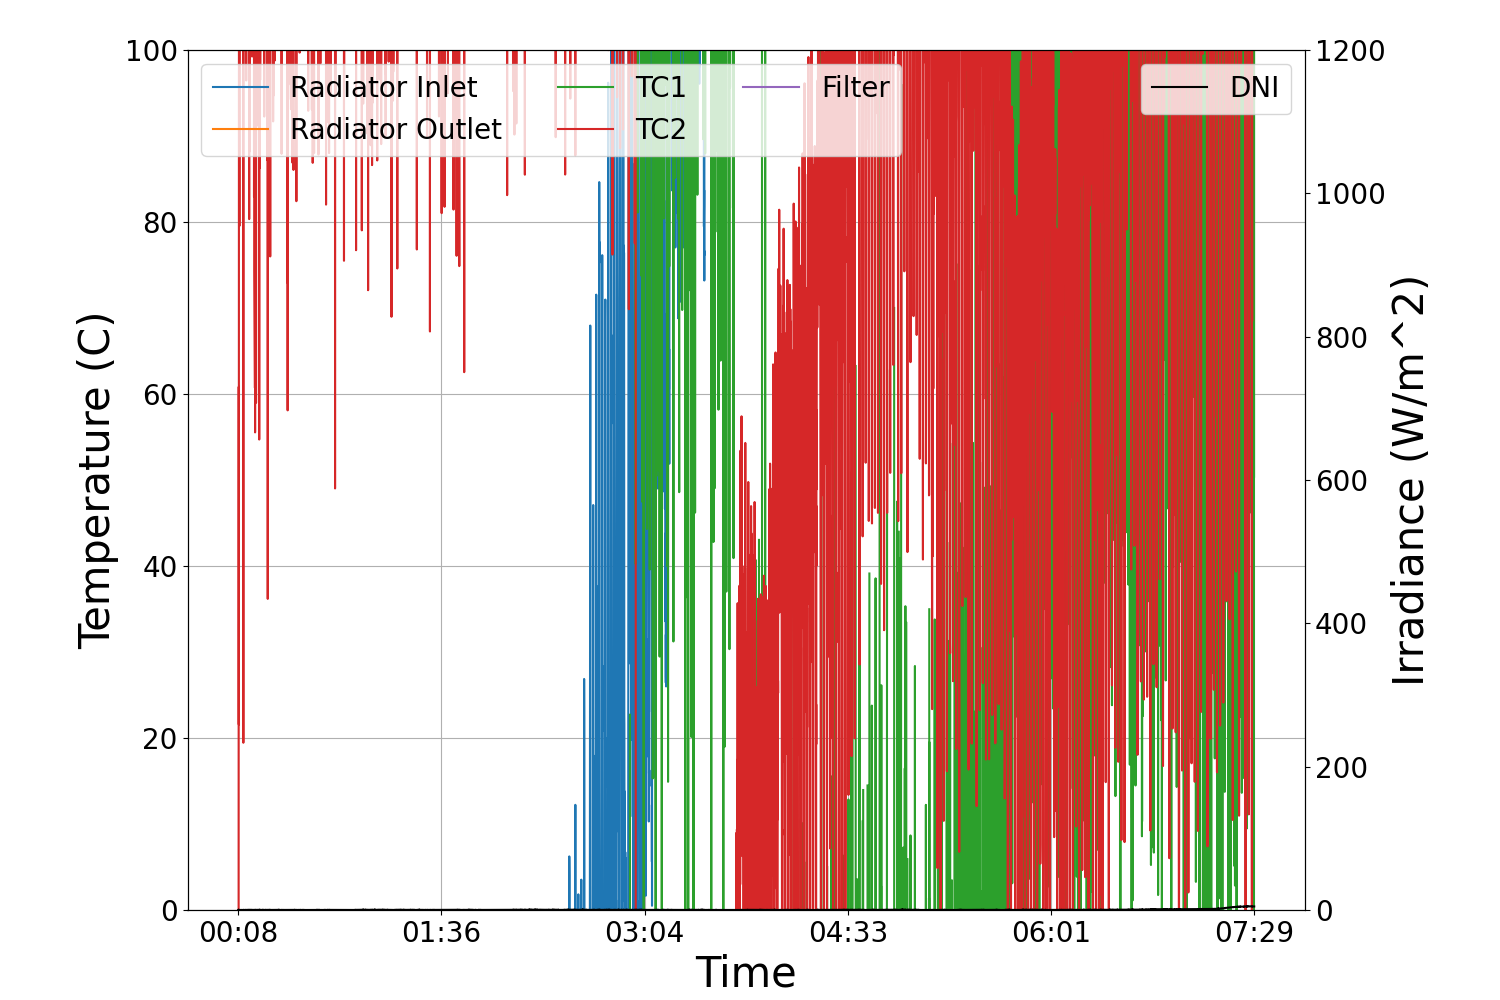 100
80
60
40
20
0
Temperature (C)
Radiator Inlet
Radiator Outlet
TC1
TC2
Filter
DNI
1200
1000
800
600
400
200
0
Irradiance (W/m^2)
00:08
01:36
03:04
04:33
06:01
07:29
Time